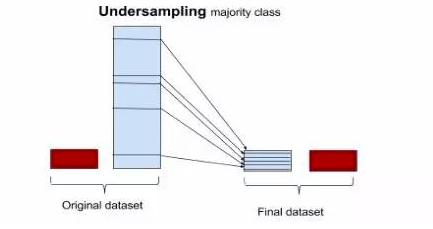 Undersampling majority class
Original dataset
Final dataset